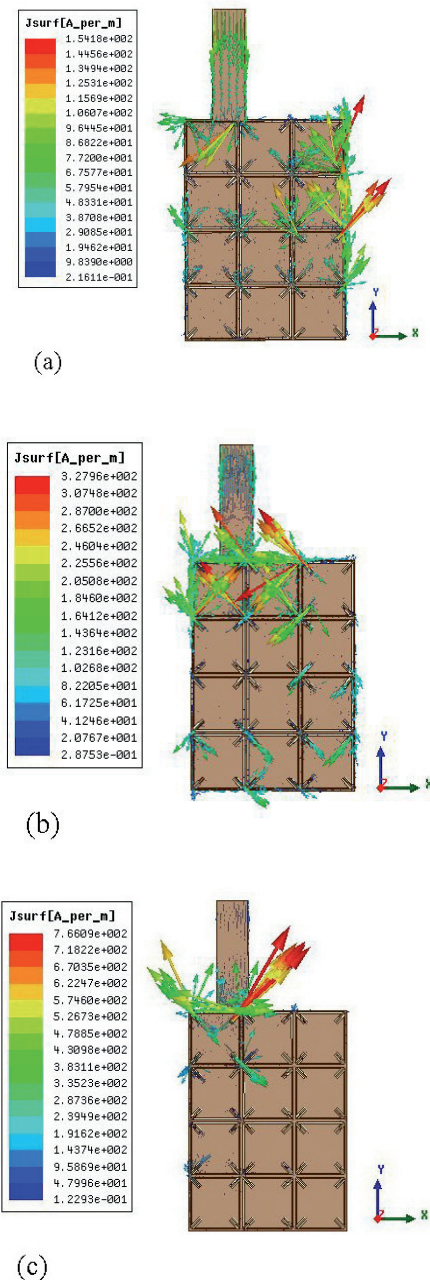 Jsurf[A_per_m]
1.5418e+002
1.4456e+002
1.3494e+002
1.2531e+002
1.1569e+002
1.0607e+002
9.6445e+001
8.6822e+001
7.7200e+001
6.7577e+001
5.7954e+001
4.8331e+001
3.8708e+001
2.9085e+001
1.9462e+001
9.8390e+000
2.1611e-001
Y
X
Z
(a)
Jsurf[A_per_m]
3.2796e+002
3.0748e+002
2.8700e+002
2.6652e+002
2.4604e+002
2.2556e+002
2.0508e+002
1.8460e+002
1.6412e+002
1.4364e+002
1.2316e+002
1.0268e+002
8.2205e+001
6.1725e+001
4.1246e+001
2.0767e+001
2.8753e-001
Y
X
Z
(b)
Jsurf[A_per_m]
7.6609e+002
7.1822e+002
6.7035e+002
6.2247e+002
5.7460e+002
5.2673e+002
4.7885e+002
4.3098e+002
3.8311e+002
3.3523e+002
2.8736e+002
2.3949e+002
1.9162e+002
1.4374e+002
9.5869e+001
4.7996e+001
1.2293e-001
Y
X
Z
(c)